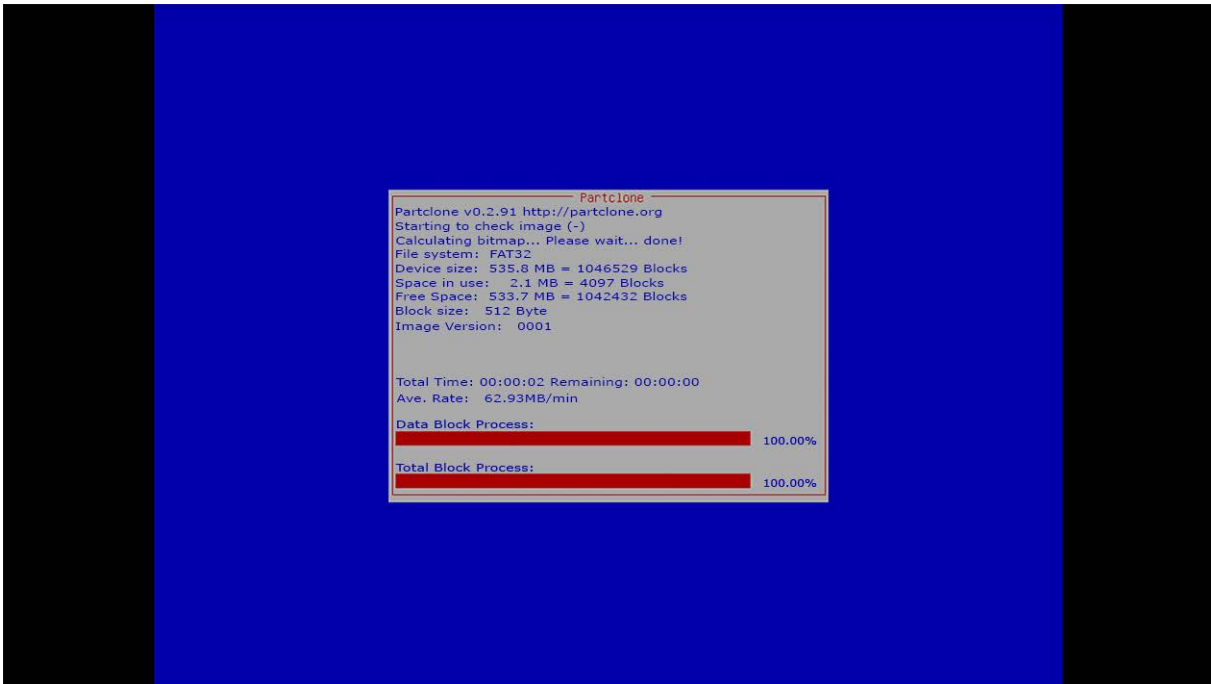 Partclone
Partclone v0.2.91 http://partclone.org
Starting to check image (-)
Calculating bitmap... Please wait... done!
File system: FAT32
Device size: 535.8 MB = 1046529 Blocks
Space in use: 2.1 MB = 4097 Blocks
Free Space: 533.7 MB = 1042432 Blocks
Block size: 512 Byte
Image Version: 0001
Total Time: 00:00:02 Remaining: 00:00:00
Ave. Rate: 62.93MB/min
Data Block Process:
100.00%
Total Block Process:
100.00%